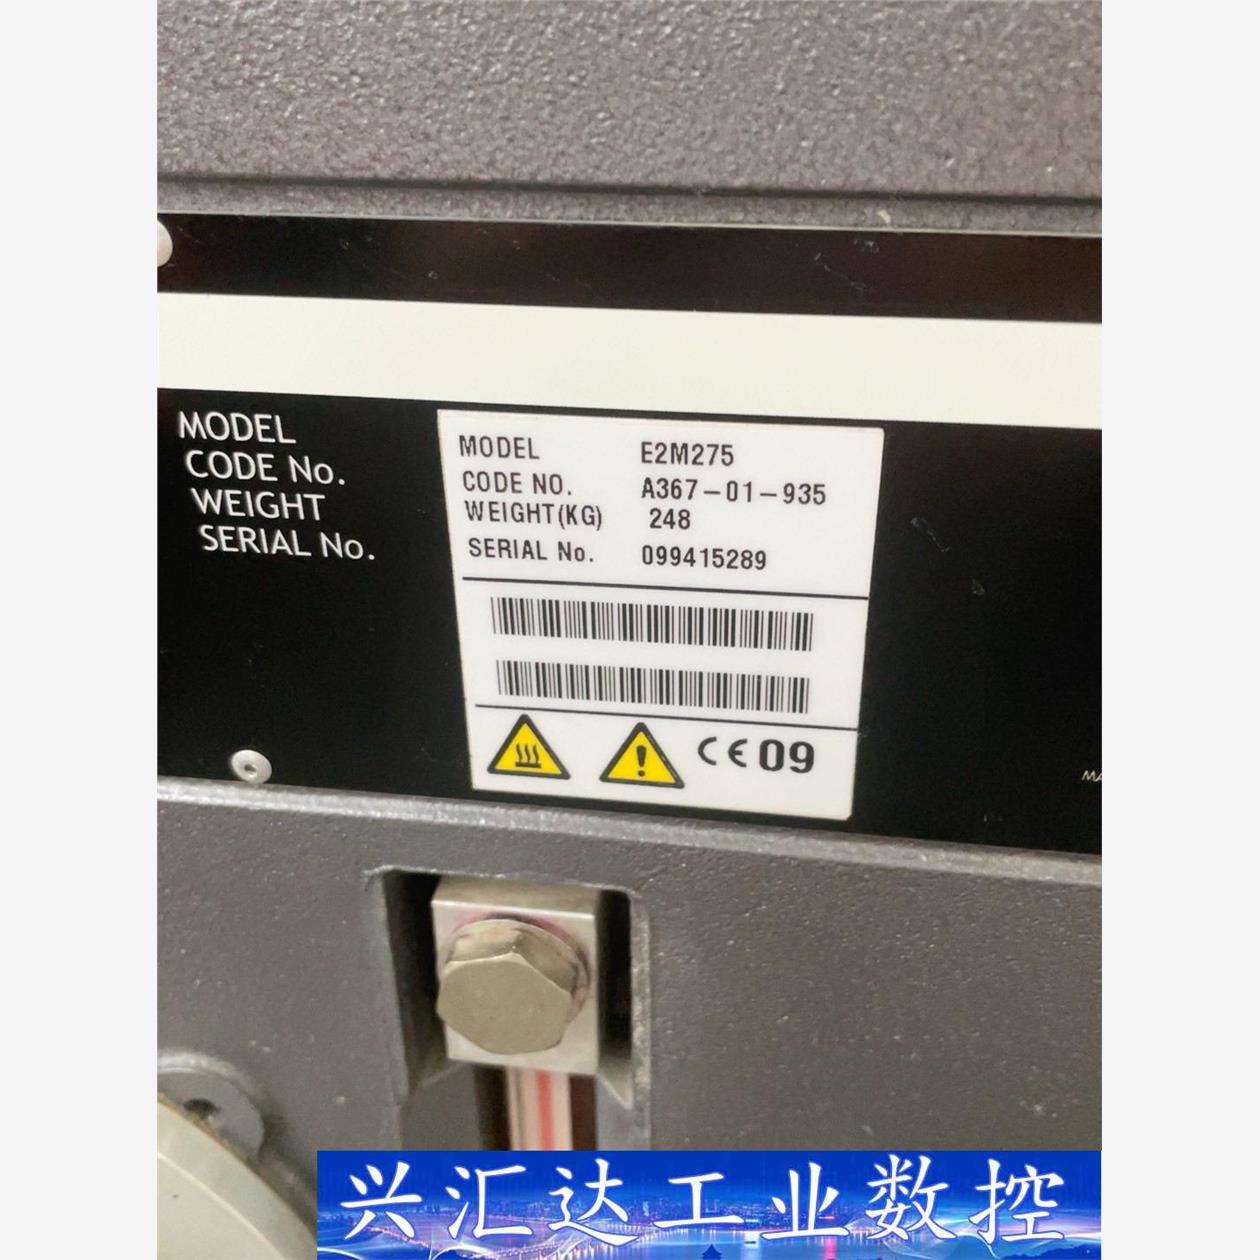 MODEL
CODE No.
WEIGHT
SERIAL No.
MODEL E2M275
CODE NO. A367-01-935
WEIGHT(KG) 248
SERIAL No. 099415289
CE 09
MA
兴汇达工业数控